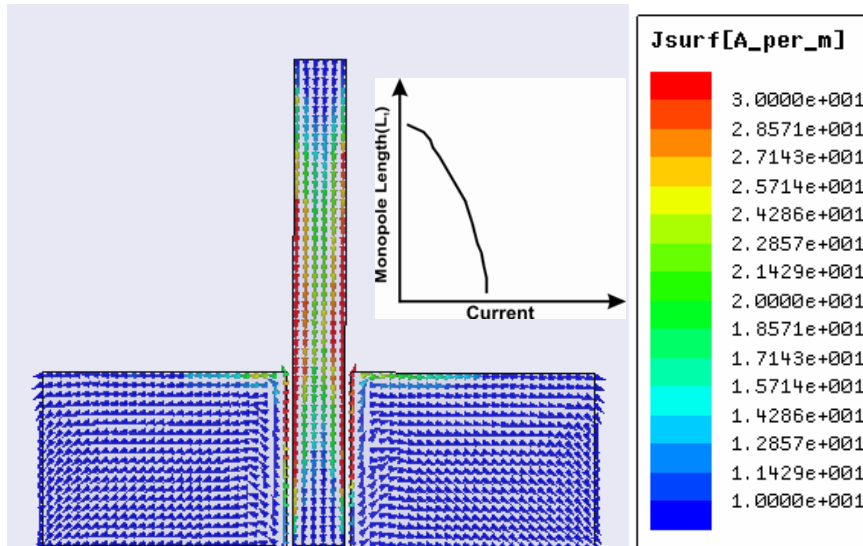 Monopole Length(L₁)
Current
Jsurf[A_per_m]
3.0000e+001
2.8571e+001
2.7143e+001
2.5714e+001
2.4286e+001
2.2857e+001
2.1429e+001
2.0000e+001
1.8571e+001
1.7143e+001
1.5714e+001
1.4286e+001
1.2857e+001
1.1429e+001
1.0000e+001